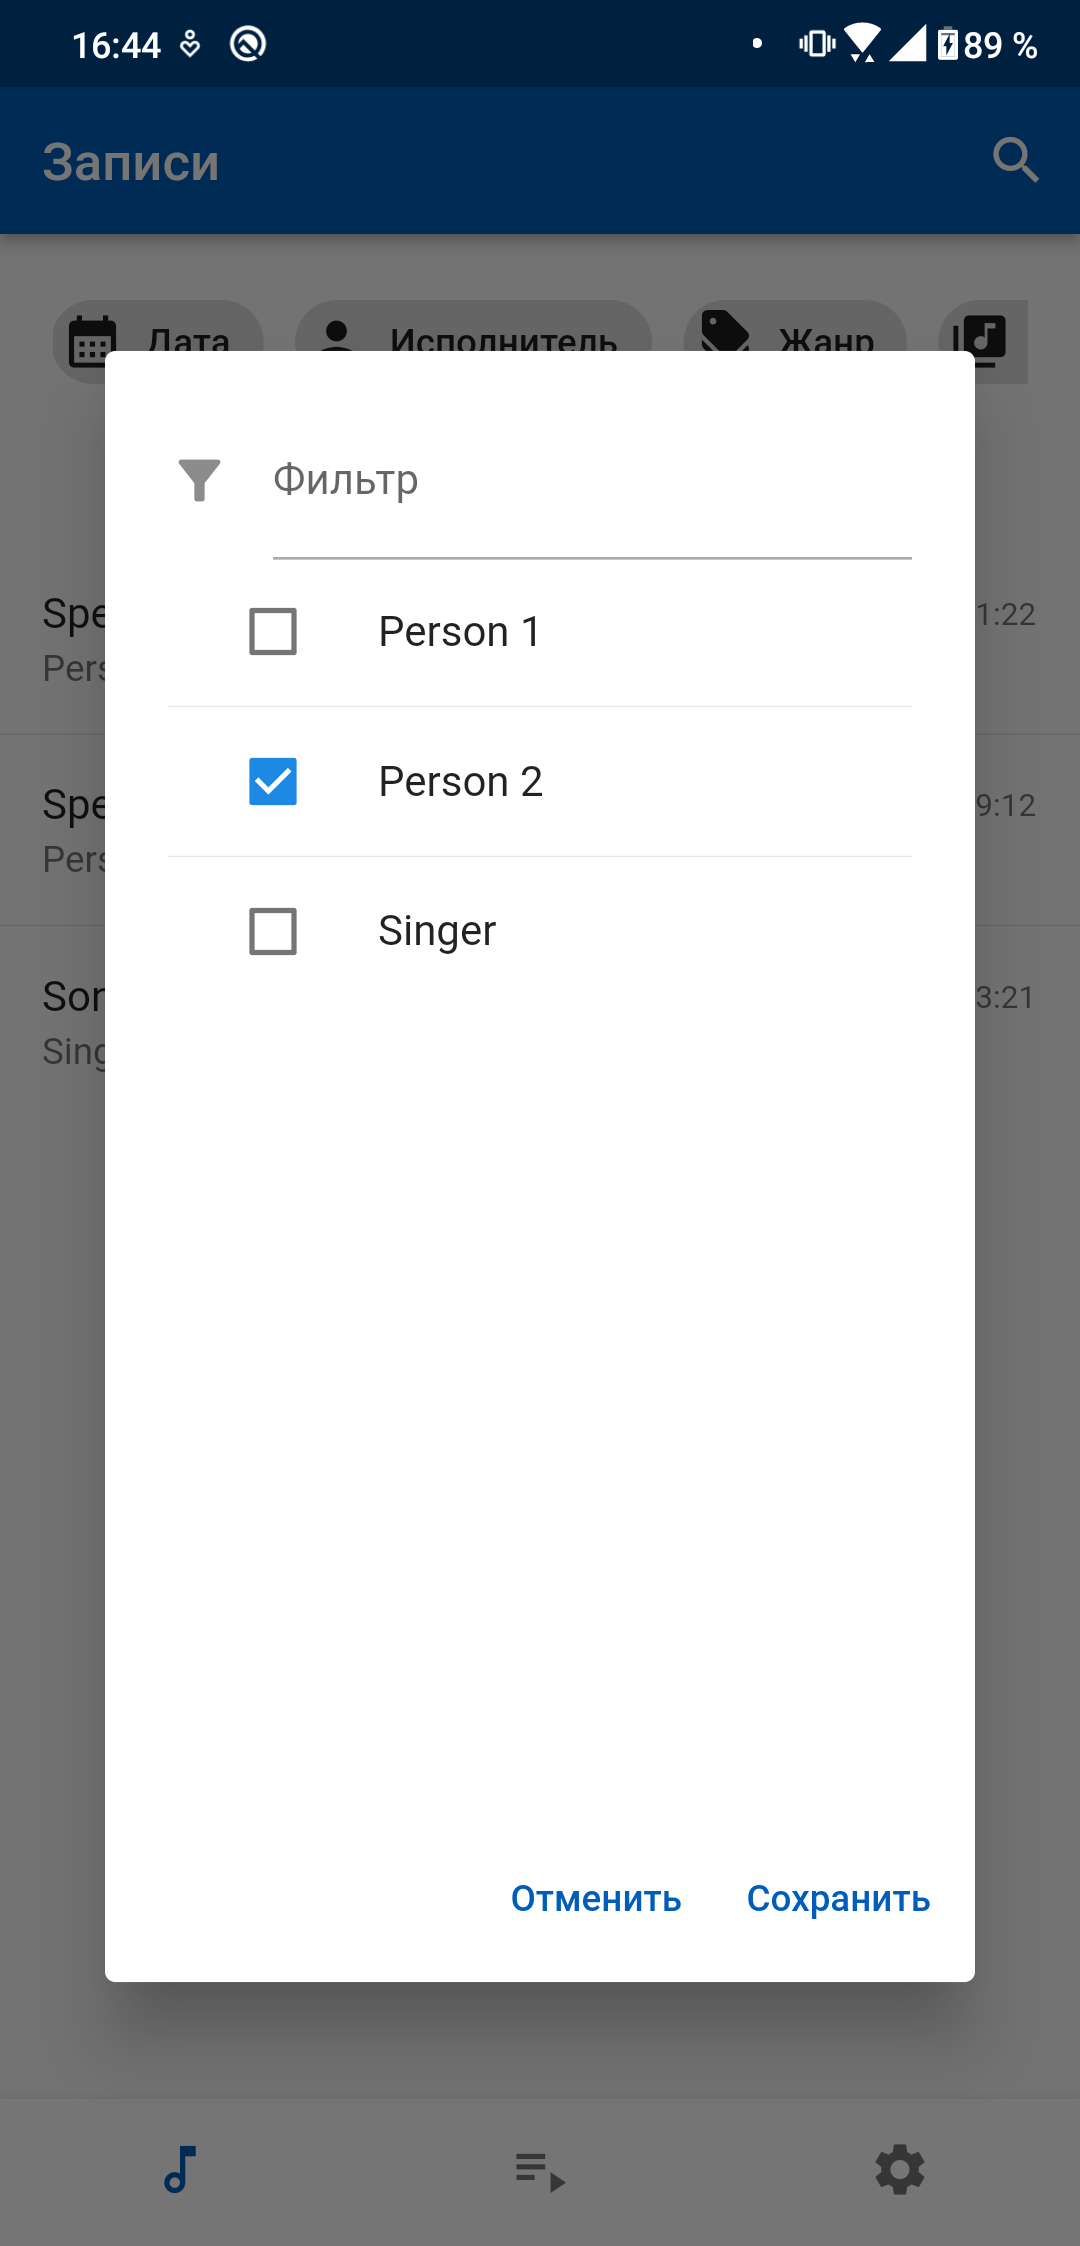 16:44
89 %
Записи
Дата
Исполнитель
Жанр
Фильтр
Person 1
Person 2
Singer
Spe
Pers
1:22
Spe
Pers
9:12
Son
Sing
3:21
Отменить
Сохранить